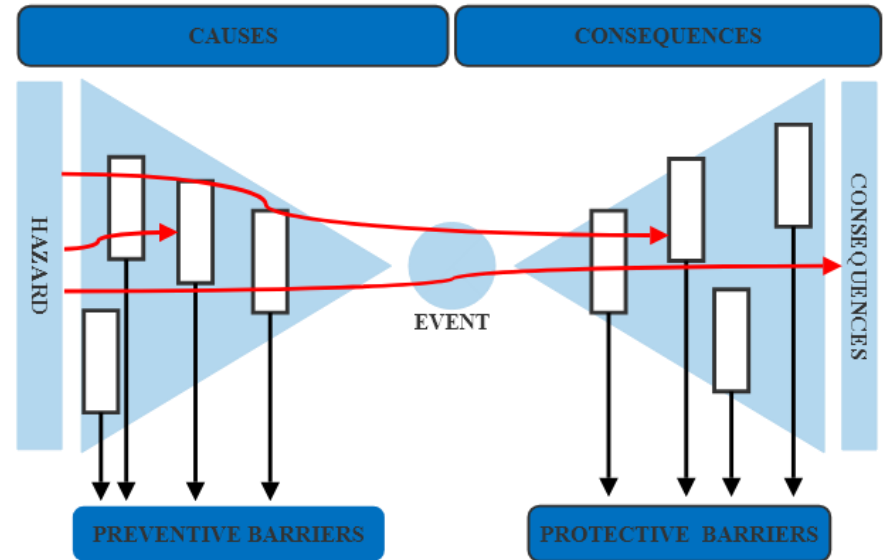 CAUSES
CONSEQUENCES
HAZARD
EVENT
CONSEQUENCES
PREVENTIVE BARRIERS
PROTECTIVE BARRIERS